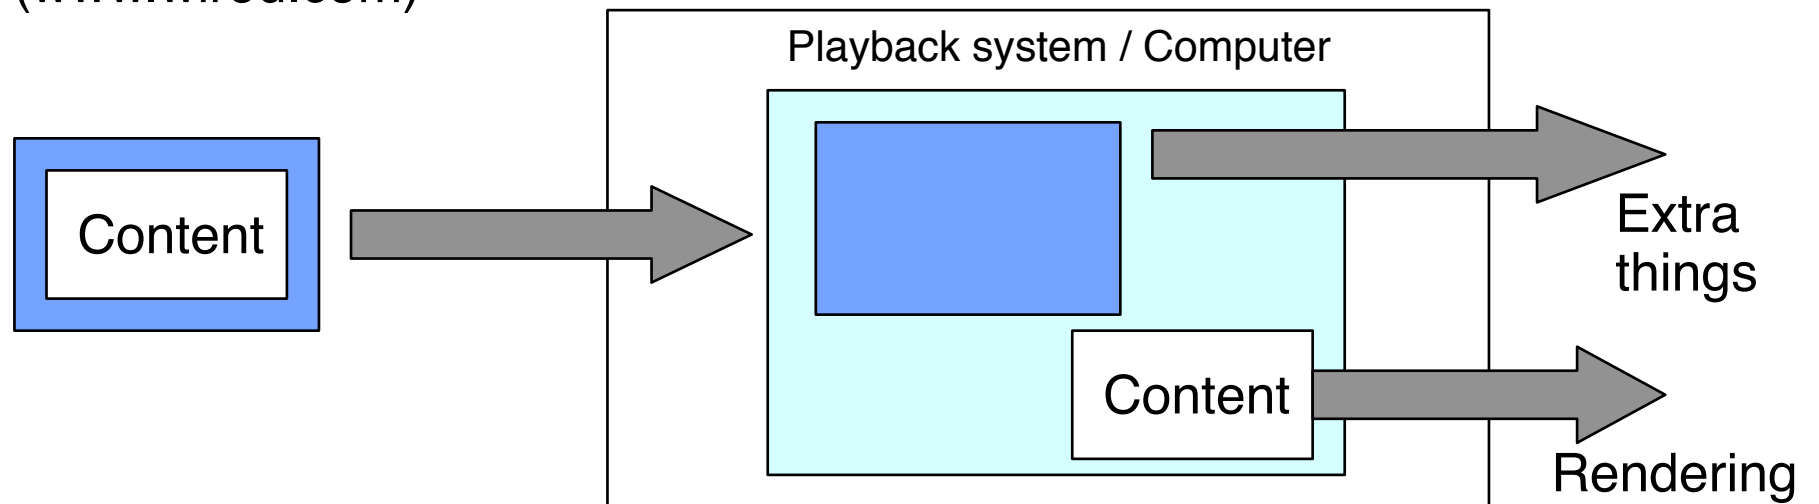 Playback system / Computer
Content
Extra
things
Content
Rendering